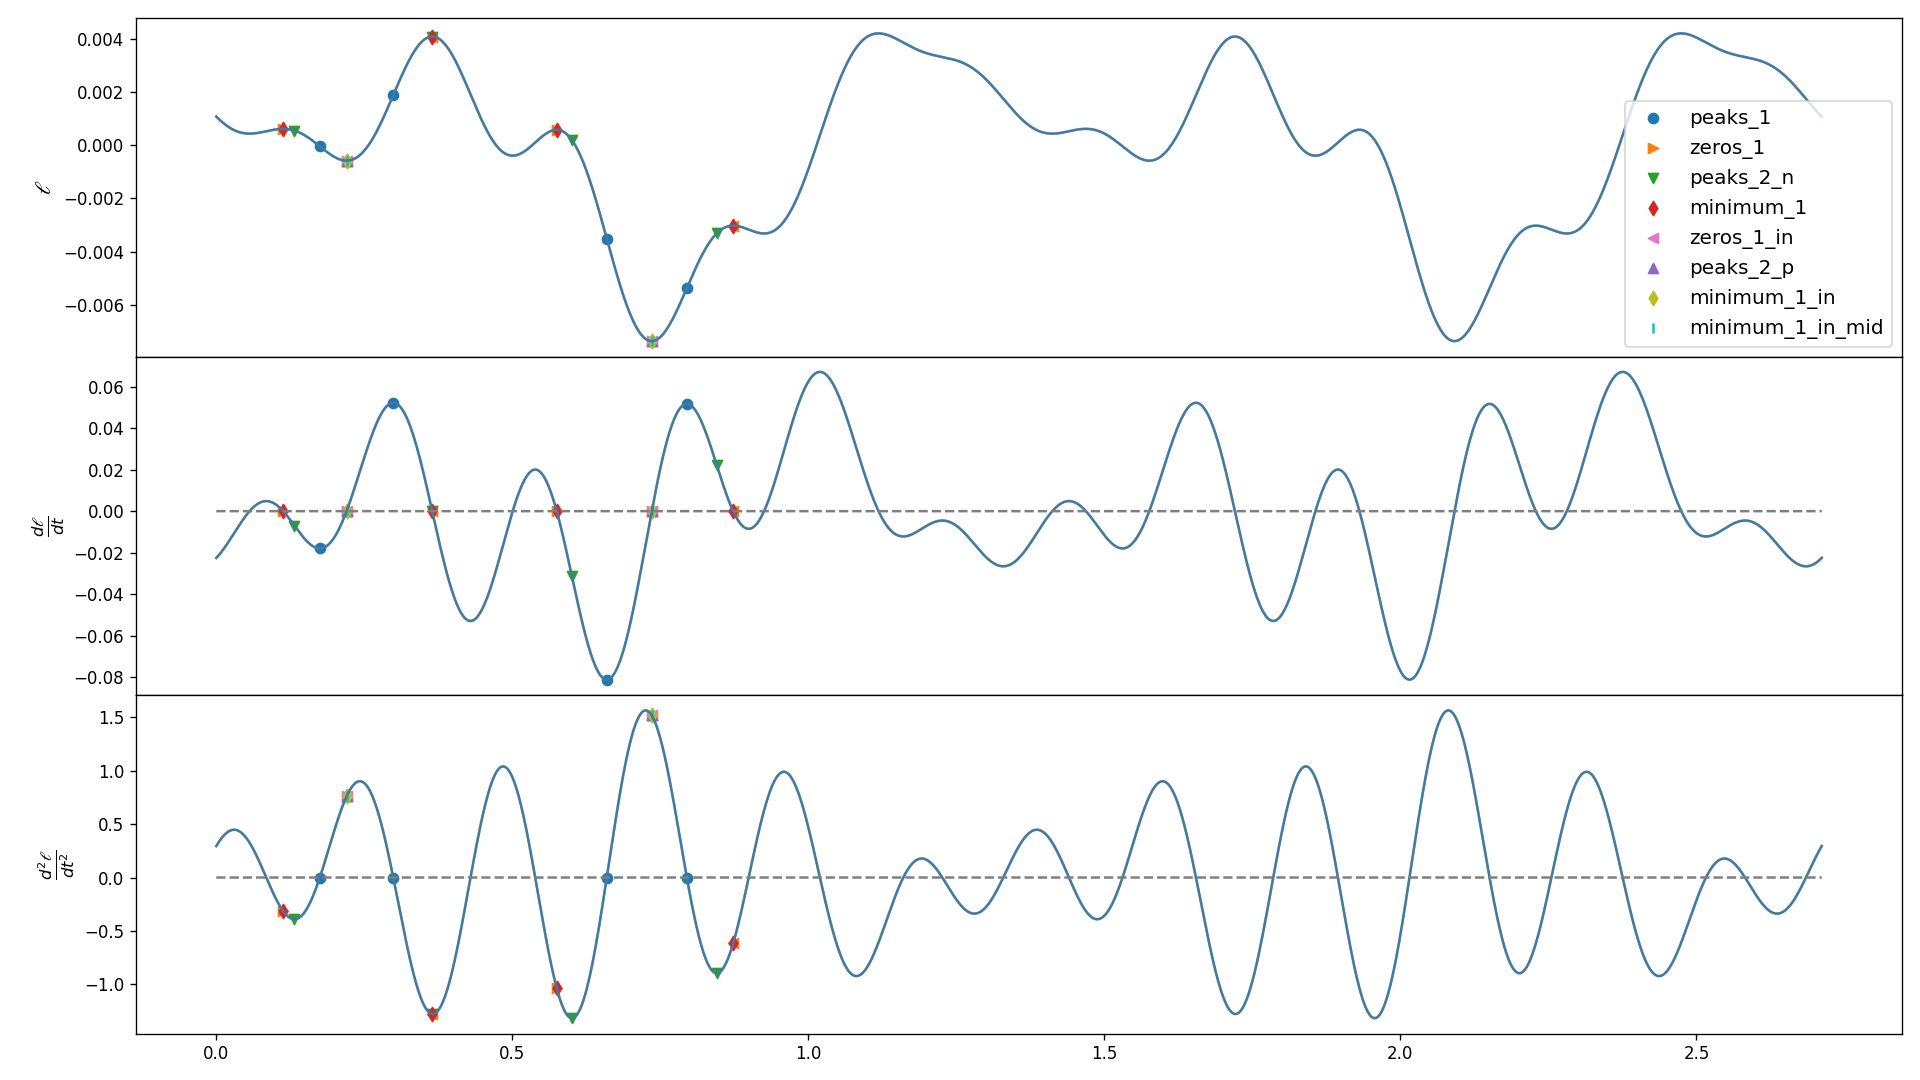 0.004
0.002
0.000
−0.002
−0.004
−0.006
ℓ
peaks_1
zeros_1
peaks_2_n
minimum_1
zeros_1_in
peaks_2_p
minimum_1_in
minimum_1_in_mid
0.06
0.04
0.02
0.00
−0.02
−0.04
−0.06
−0.08
dℓ
dt
1.5
1.0
0.5
0.0
−0.5
−1.0
d²ℓ
dt²
0.0 0.5 1.0 1.5 2.0 2.5